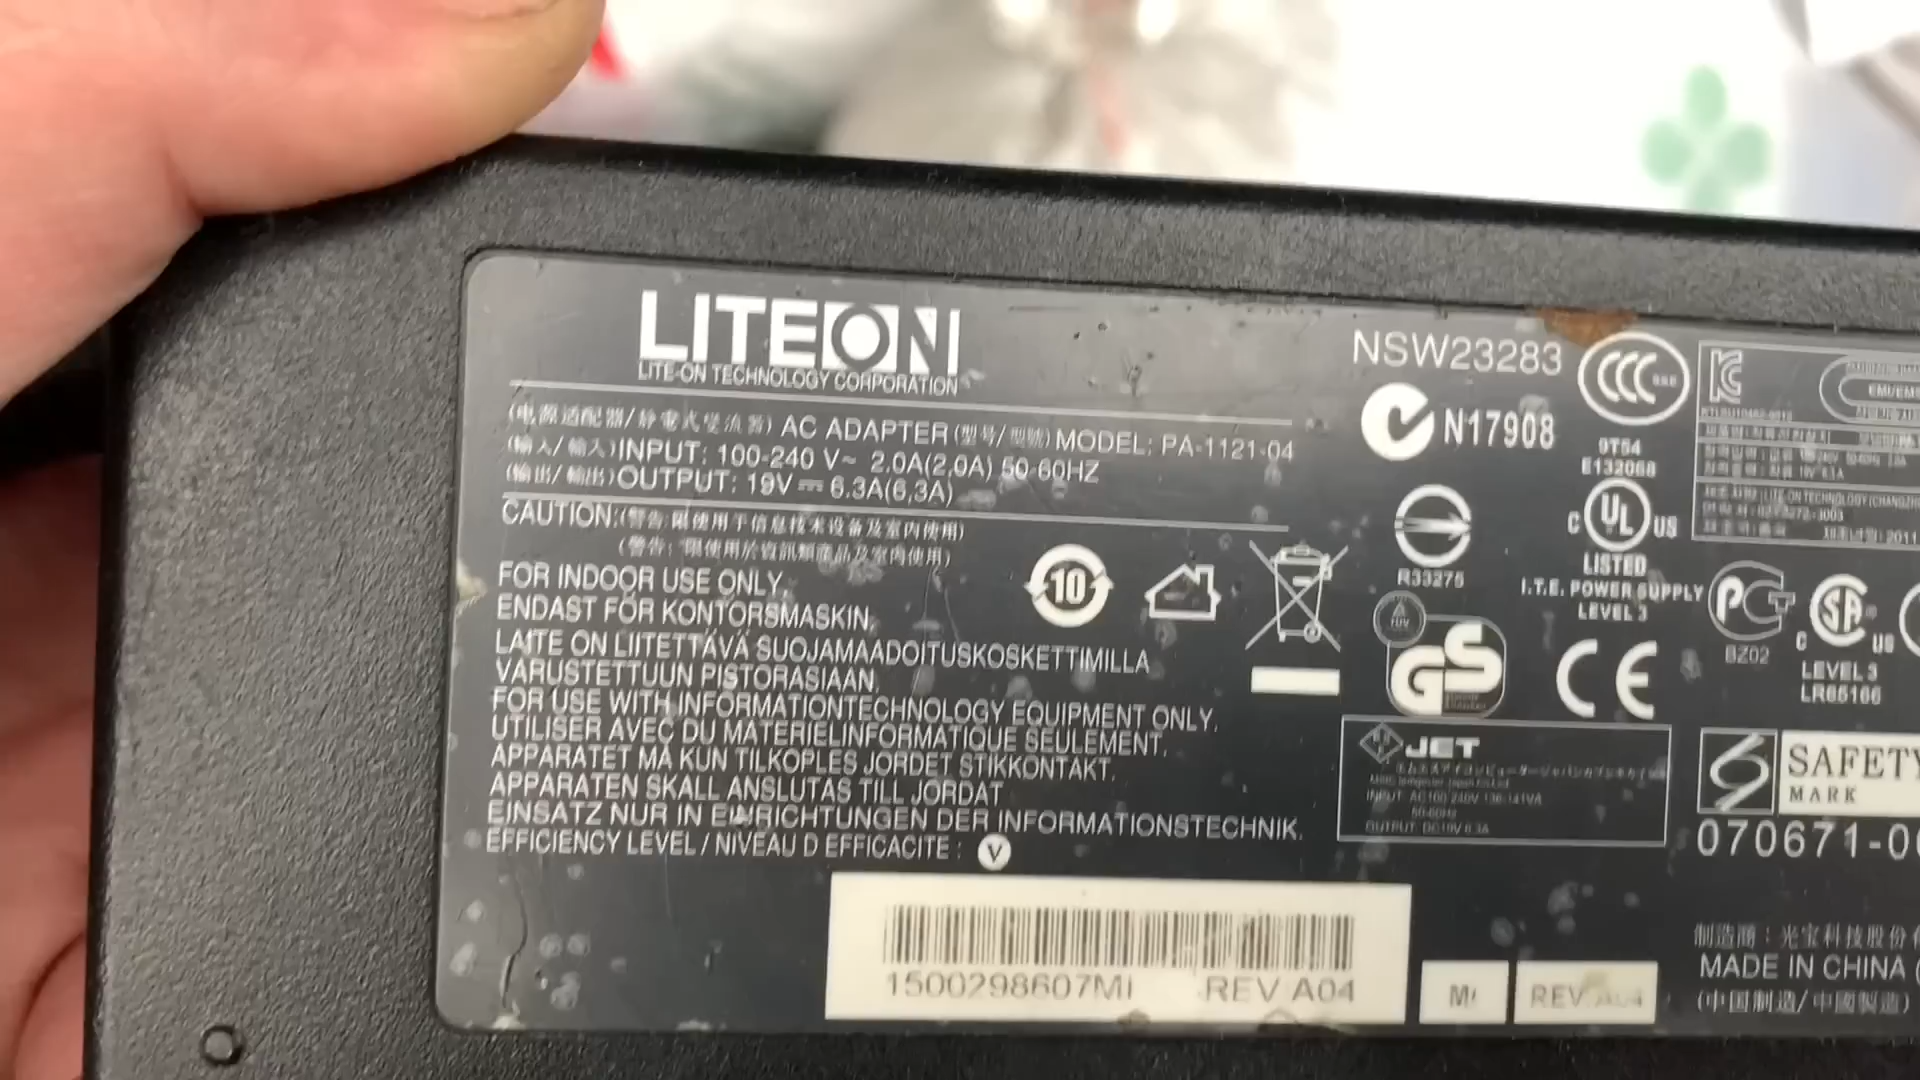 LITEON
LITE-ON TECHNOLOGY CORPORATION
(电源适配器/静電式變流器) AC ADAPTER (型号/型號) MODEL: PA-1121-04
(输入/輸入) INPUT: 100-240 V~ 2.0A(2.0A) 50-60HZ
(输出/輸出) OUTPUT: 19V ⎓ 6.3A(6.3A)
CAUTION:(警告:限使用于信息技术设备及室内使用)
(警告: 限使用於資訊類產品及室內使用)
FOR INDOOR USE ONLY.
ENDAST FÖR KONTORSMASKIN.
LAITE ON LIITETTÄVÄ SUOJAMAADOITUSKOSKETTIMILLA
VARUSTETTUUN PISTORASIAAN.
FOR USE WITH INFORMATIONTECHNOLOGY EQUIPMENT ONLY.
UTILISER AVEC DU MATERIELINFORMATIQUE SEULEMENT.
APPARATET MA KUN TILKOPLES JORDET STIKKONTAKT.
APPARATEN SKALL ANSLUTAS TILL JORDAT
EINSATZ NUR IN EINRICHTUNGEN DER INFORMATIONSTECHNIK.
EFFICIENCY LEVEL / NIVEAU D EFFICACITE : V
10
1500298607MI REV A04
NSW23283
N17908
R33275
CCC
9T54
E132068
C UL US
LISTED
I.T.E. POWER SUPPLY
LEVEL 3
GS
CE
JET
INPUT: AC100-240V 136-141VA
50-60Hz
OUTPUT: DC19V 6.3A
BZ02
C US
LEVEL 3
LR65166
SAFETY
MARK
070671-0
REV A04
制造商:光宝科技股份
MADE IN CHINA (
(中国制造/中國製造)